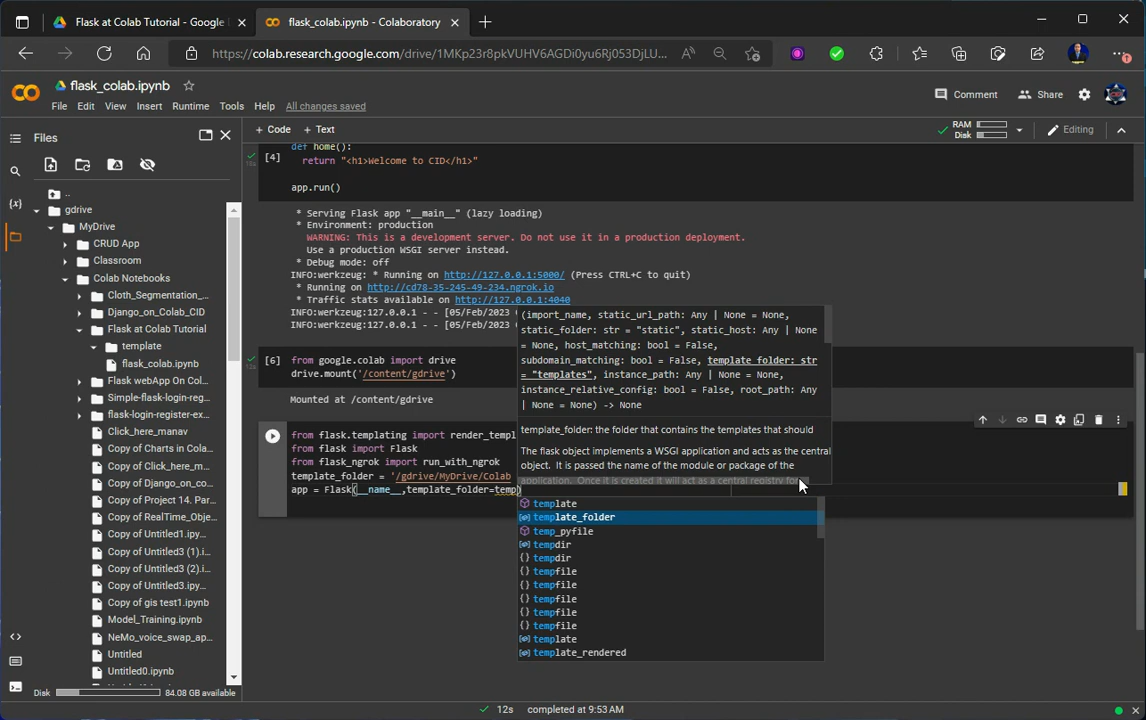 Flask at Colab Tutorial - Google
flask_colab.ipynb - Colaboratory
https://colab.research.google.com/drive/1MKp23r8pkVUHV6AGDi0yu6Rj053DjLU...
flask_colab.ipynb
File Edit View Insert Runtime Tools Help All changes saved
Comment Share
Files
+ Code + Text
RAM
Disk
Editing
..
gdrive
MyDrive
CRUD App
Classroom
Colab Notebooks
Cloth_Segmentation_...
Django_on_Colab_CID
Flask at Colab Tutorial
template
flask_colab.ipynb
Flask webApp On Col...
Simple-flask-login-reg...
flask-login-register-ex...
Click_here_manav
Copy of Charts in Cola...
Copy of Click_here_m...
Copy of Django_on_co...
Copy of Project 14. Par...
Copy of RealTime_Obje...
Copy of Untitled1.ipy...
Copy of Untitled3 (1).i...
Copy of Untitled3 (2).i...
Copy of Untitled3.ipy...
Copy of gis test1.ipynb
Model_Training.ipynb
NeMo_voice_swap_ap...
Untitled
Untitled0.ipynb
Disk 84.08 GB available
def home():
[4] return "<h1>Welcome to CID</h1>"
app.run()
* Serving Flask app "__main__" (lazy loading)
* Environment: production
WARNING: This is a development server. Do not use it in a production deployment.
Use a production WSGI server instead.
* Debug mode: off
INFO:werkzeug: * Running on http://127.0.0.1:5000/ (Press CTRL+C to quit)
* Running on http://cd78-35-245-49-234.ngrok.io
* Traffic stats available on http://127.0.0.1:4040
INFO:werkzeug:127.0.0.1 - - [05/Feb/2023
INFO:werkzeug:127.0.0.1 - - [05/Feb/2023
[6] from google.colab import drive
12s drive.mount('/content/gdrive')
Mounted at /content/gdrive
from flask.templating import render_templ
from flask import Flask
from flask_ngrok import run_with_ngrok
template_folder = '/gdrive/MyDrive/Colab
app = Flask(__name__,template_folder=temp)
(import_name, static_url_path: Any | None = None,
static_folder: str = "static", static_host: Any | None
= None, host_matching: bool = False,
subdomain_matching: bool = False, template_folder: str
= "templates", instance_path: Any | None = None,
instance_relative_config: bool = False, root_path: Any
| None = None) -> None
template_folder: the folder that contains the templates that should
The flask object implements a WSGI application and acts as the central
object. It is passed the name of the module or package of the
application. Once it is created it will act as a central registry for
template
template_folder
temp_pyfile
tempdir
tempdir
tempfile
tempfile
tempfile
tempfile
tempfile
template
template_rendered
12s completed at 9:53 AM